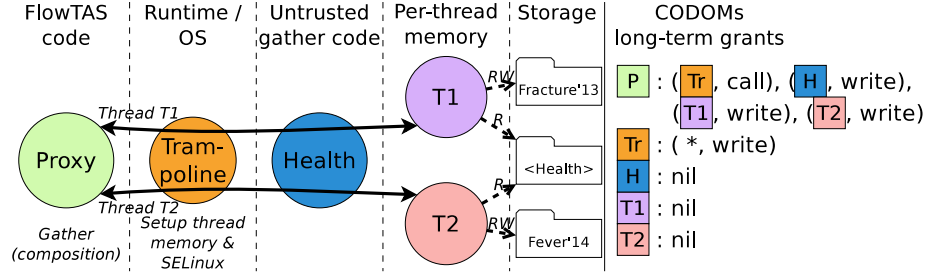 FlowTAS
code
Runtime /
OS
Untrusted
gather code
Per-thread
memory
Storage
CODOMs
long-term grants
Thread T1
Thread T2
Proxy
Tram-
poline
Health
T1
T2
RW
R
R
RW
Fracture'13
<Health>
Fever'14
Gather
(composition)
Setup thread
memory &
SELinux
P : ( Tr, call), ( H, write),
( T1, write), ( T2, write)
Tr : ( *, write)
H : nil
T1 : nil
T2 : nil